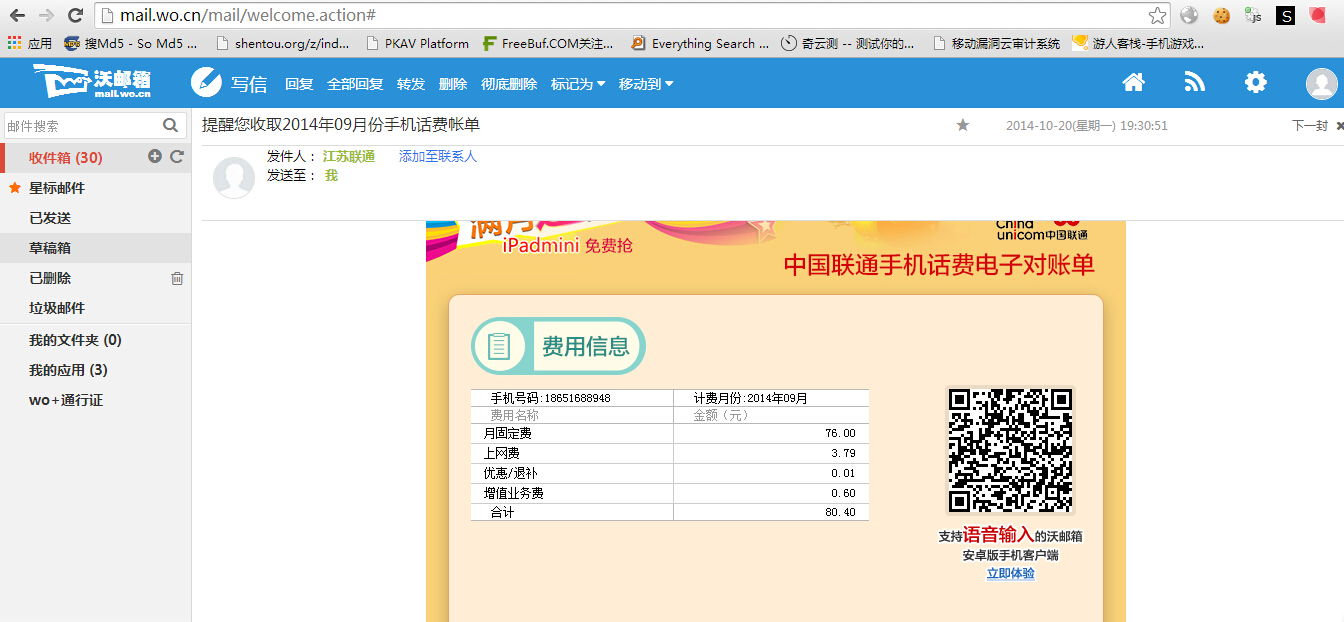 mail.wo.cn/mail/welcome.action#
应用 搜Md5 - So Md5 ... shentou.org/z/ind... PKAV Platform FreeBuf.COM关注... Everything Search ... 奇云测 -- 测试你的... 移动漏洞云审计系统 游人客栈-手机游戏...
沃邮箱 mail.wo.cn 写信 回复 全部回复 转发 删除 彻底删除 标记为 移动到
邮件搜索
提醒您收取2014年09月份手机话费帐单 2014-10-20(星期一) 19:30:51 下一封
收件箱 (30)
发件人： 江苏联通 添加至联系人
发送至： 我
星标邮件
已发送
草稿箱
已删除
垃圾邮件
我的文件夹 (0)
我的应用 (3)
wo+通行证
满月
iPadmini 免费抢
China
unicom中国联通
中国联通手机话费电子对账单
费用信息
手机号码:18651688948 计费月份:2014年09月
费用名称 金额（元）
月固定费 76.00
上网费 3.79
优惠/退补 0.01
增值业务费 0.60
合计 80.40
支持语音输入的沃邮箱
安卓版手机客户端
立即体验